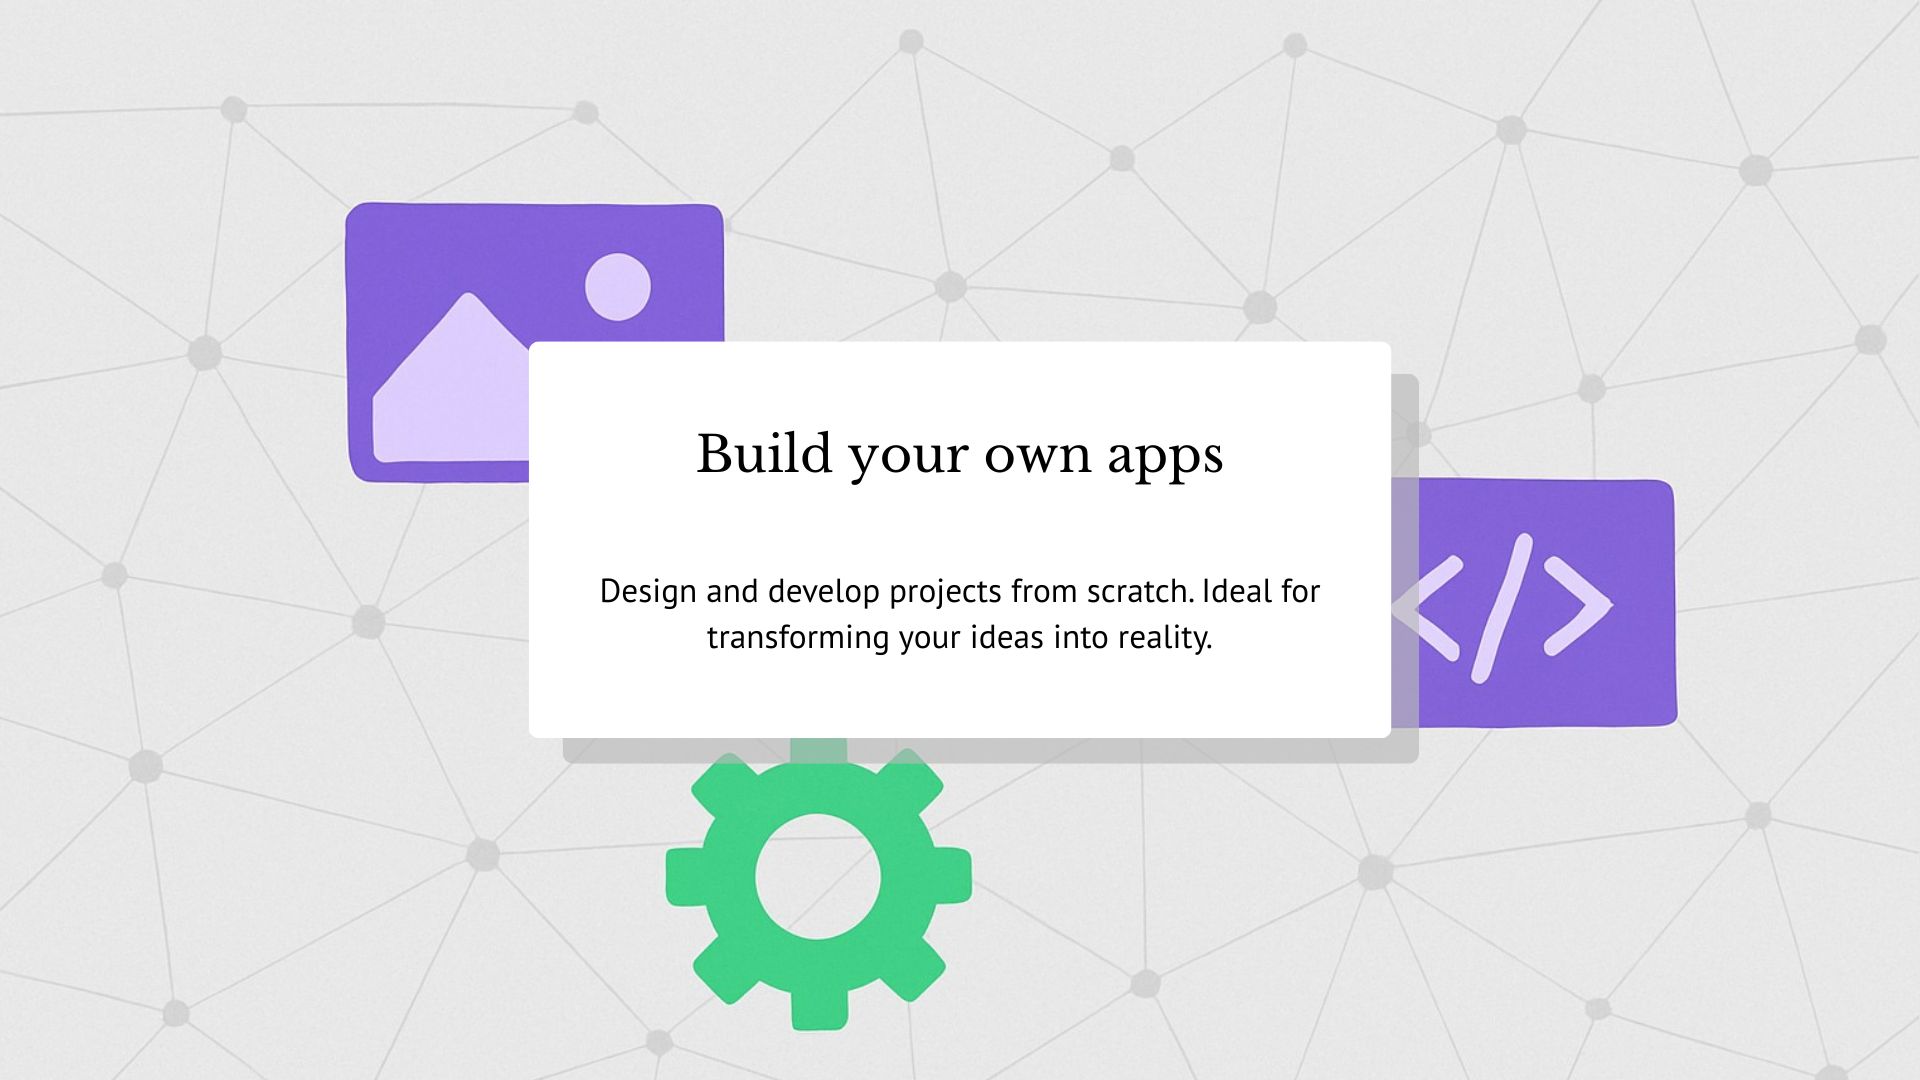 Build your own apps
Design and develop projects from scratch. Ideal for
transforming your ideas into reality.
</>